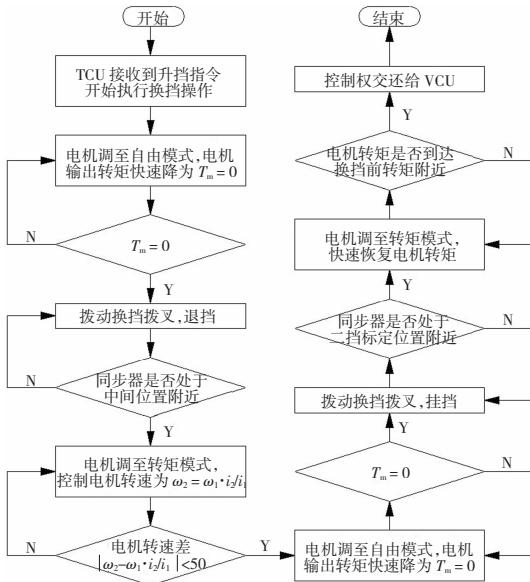 开始
TCU 接收到升挡指令
开始执行换挡操作
电机调至自由模式,电机
输出转矩快速降为 Tm = 0
N
Tm = 0
Y
拨动换挡拨叉,退挡
N
同步器是否处于
中间位置附近
Y
电机调至转矩模式,
控制电机转速为 ω2 = ω1·i2/i1
N
电机转速差
|ω2-ω1·i2/i1| <50
Y
电机调至自由模式,电机
输出转矩快速降为 Tm = 0
Tm = 0
N
Y
拨动换挡拨叉,挂挡
同步器是否处于
二挡标定位置附近
N
Y
电机调至转矩模式,
快速恢复电机转矩
电机转矩是否到达
换挡前转矩附近
N
Y
控制权交还给 VCU
结束